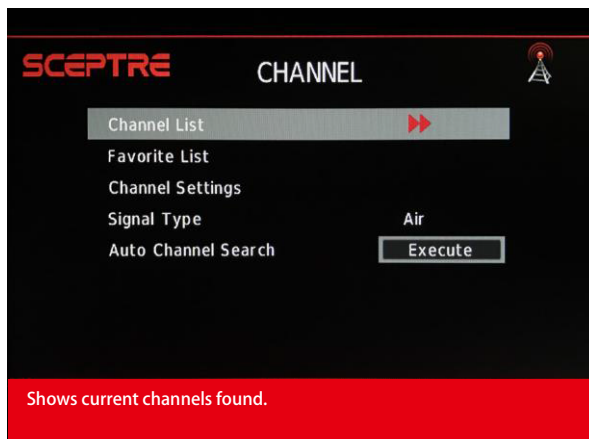 SCEPTRE CHANNEL
Channel List
Favorite List
Channel Settings
Signal Type Air
Auto Channel Search Execute
Shows current channels found.